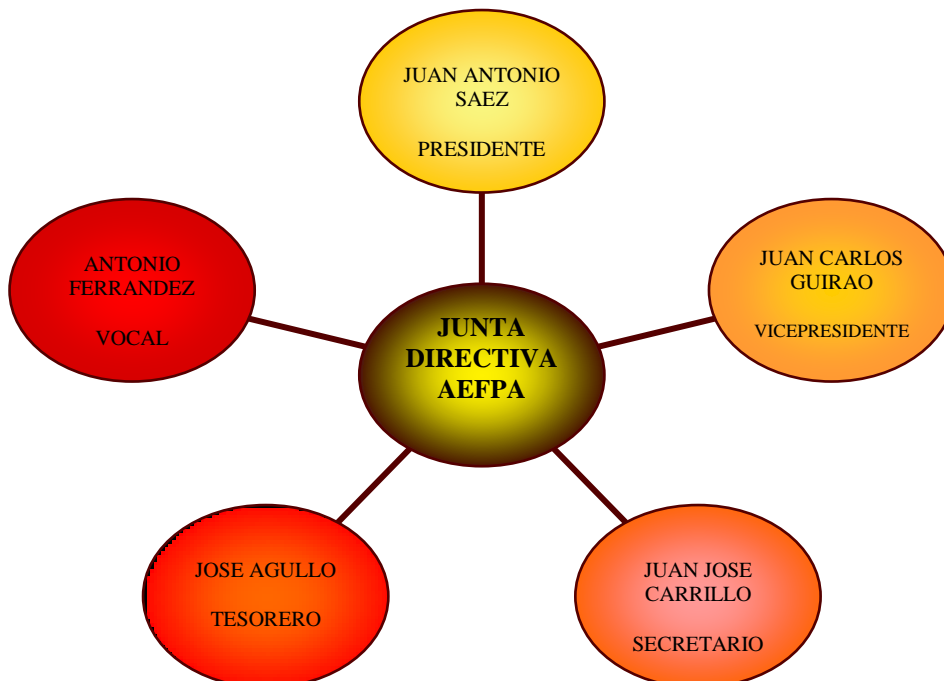 JUAN ANTONIO
SAEZ
PRESIDENTE
ANTONIO
FERRANDEZ
VOCAL
JUAN CARLOS
GUIRAO
VICEPRESIDENTE
JUNTA
DIRECTIVA
AEFPA
JOSE AGULLO
TESORERO
JUAN JOSE
CARRILLO
SECRETARIO